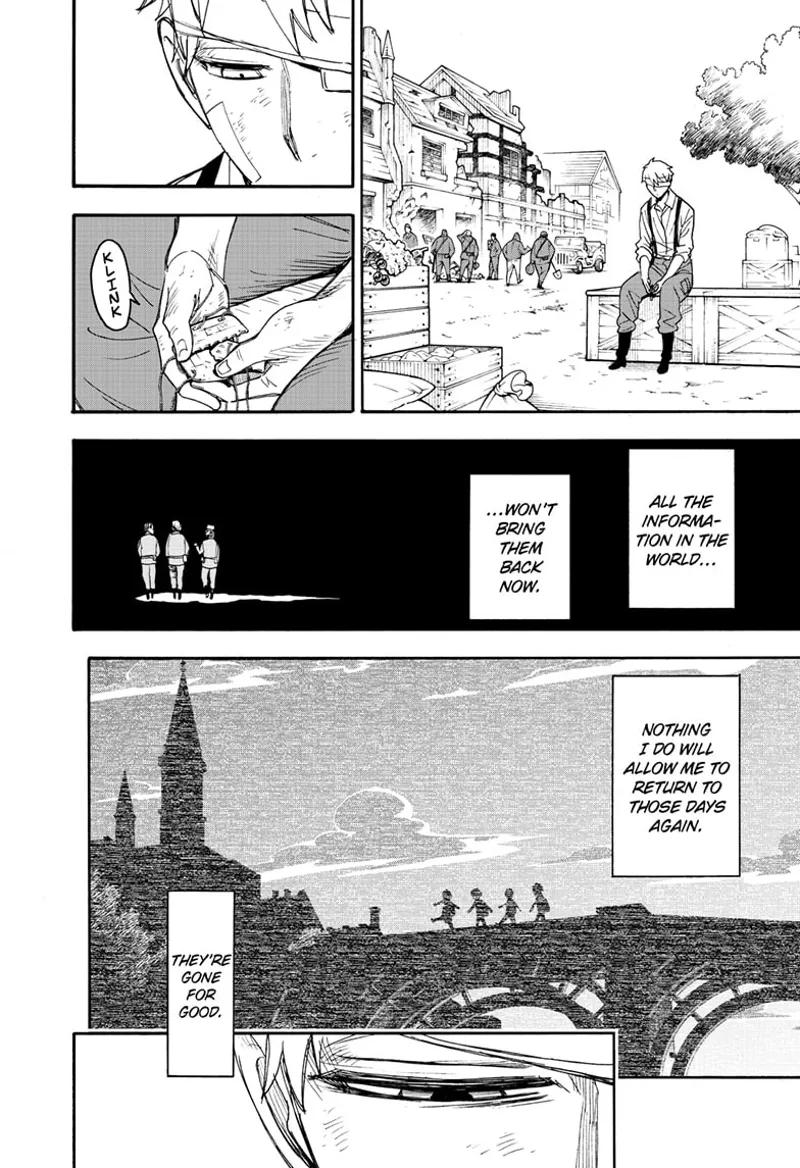 KLINK
ALL THE
INFORMA-
TION IN THE
WORLD...
...WON'T
BRING
THEM
BACK
NOW.
NOTHING
I DO WILL
ALLOW ME TO
RETURN TO
THOSE DAYS
AGAIN.
THEY'RE
GONE
FOR
GOOD.